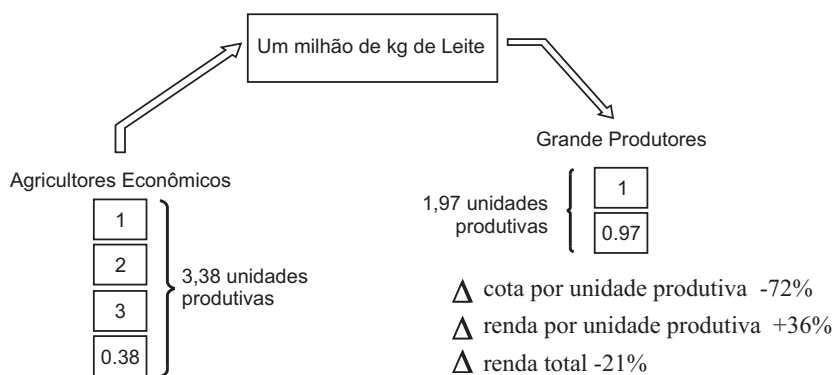 Um milhão de kg de Leite
Agricultores Econômicos
1
2
3
0.38
3,38 unidades
produtivas
Grande Produtores
1,97 unidades
produtivas
1
0.97
Δ cota por unidade produtiva -72%
Δ renda por unidade produtiva +36%
Δ renda total -21%